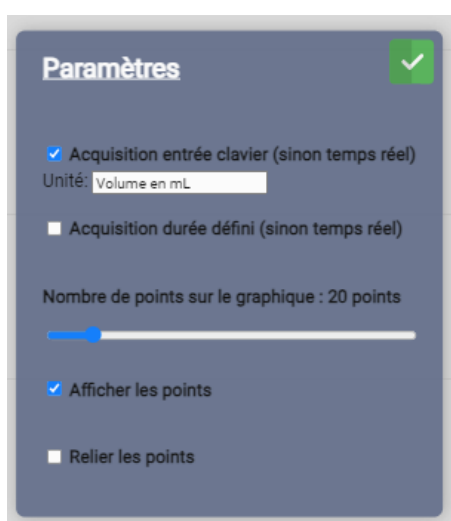 Paramètres
Acquisition entrée clavier (sinon temps réel)
Unité: Volume en mL
Acquisition durée défini (sinon temps réel)
Nombre de points sur le graphique : 20 points
Afficher les points
Relier les points